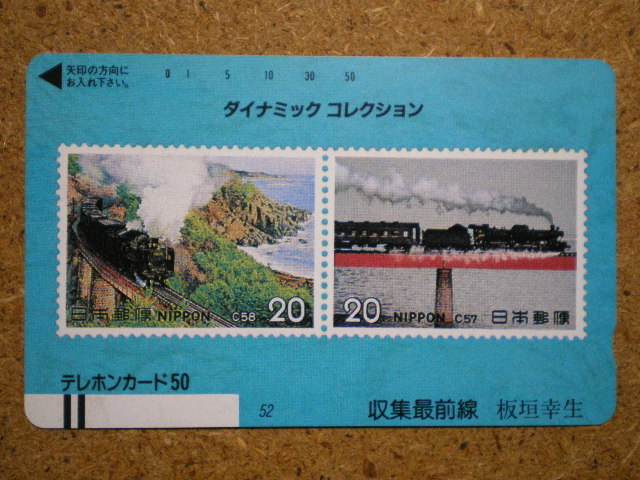 矢印の方向に
お入れ下さい。
0 1 5 10 30 50
ダイナミック コレクション
日本郵便 NIPPON C58 20
20 NIPPON C57 日本郵便
テレホンカード50
52
収集最前線 板垣幸生